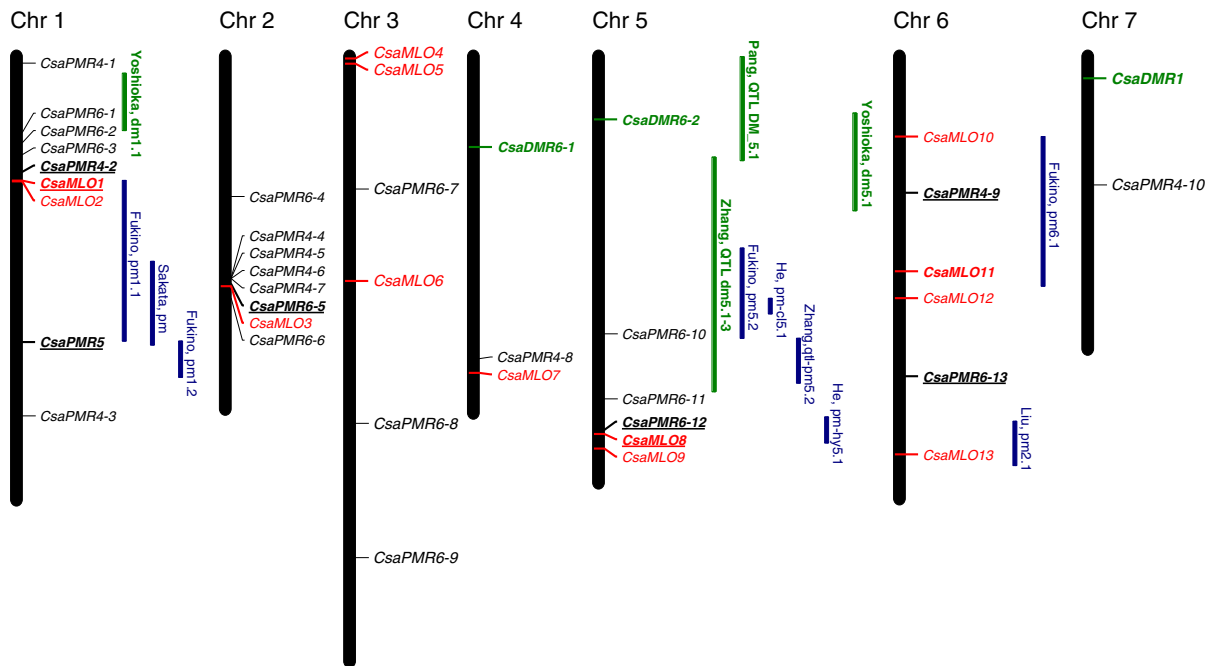 Chr 1
CsaPMR4-1
CsaPMR6-1
CsaPMR6-2
CsaPMR6-3
CsaPMR4-2
CsaMLO1
CsaMLO2
CsaPMR5
CsaPMR4-3
Yoshioka, dm1.1
Fukino, pm1.1
Sakata, pm
Fukino, pm1.2
Chr 2
CsaPMR6-4
CsaPMR4-4
CsaPMR4-5
CsaPMR4-6
CsaPMR4-7
CsaPMR6-5
CsaMLO3
CsaPMR6-6
Chr 3
CsaMLO4
CsaMLO5
CsaPMR6-7
CsaMLO6
CsaPMR6-8
CsaPMR6-9
Chr 4
CsaDMR6-1
CsaPMR4-8
CsaMLO7
Chr 5
CsaDMR6-2
CsaPMR6-10
CsaPMR6-11
CsaPMR6-12
CsaMLO8
CsaMLO9
Zhang, QTL dm5.1-3
Pang, QTL DM_5.1
Fukino, pm5.2
He, pm-cl5.1
Zhang,qtl-pm5.2
He, pm-hy5.1
Yoshioka, dm5.1
Chr 6
CsaMLO10
CsaPMR4-9
CsaMLO11
CsaMLO12
CsaPMR6-13
CsaMLO13
Fukino, pm6.1
Liu, pm2.1
Chr 7
CsaDMR1
CsaPMR4-10